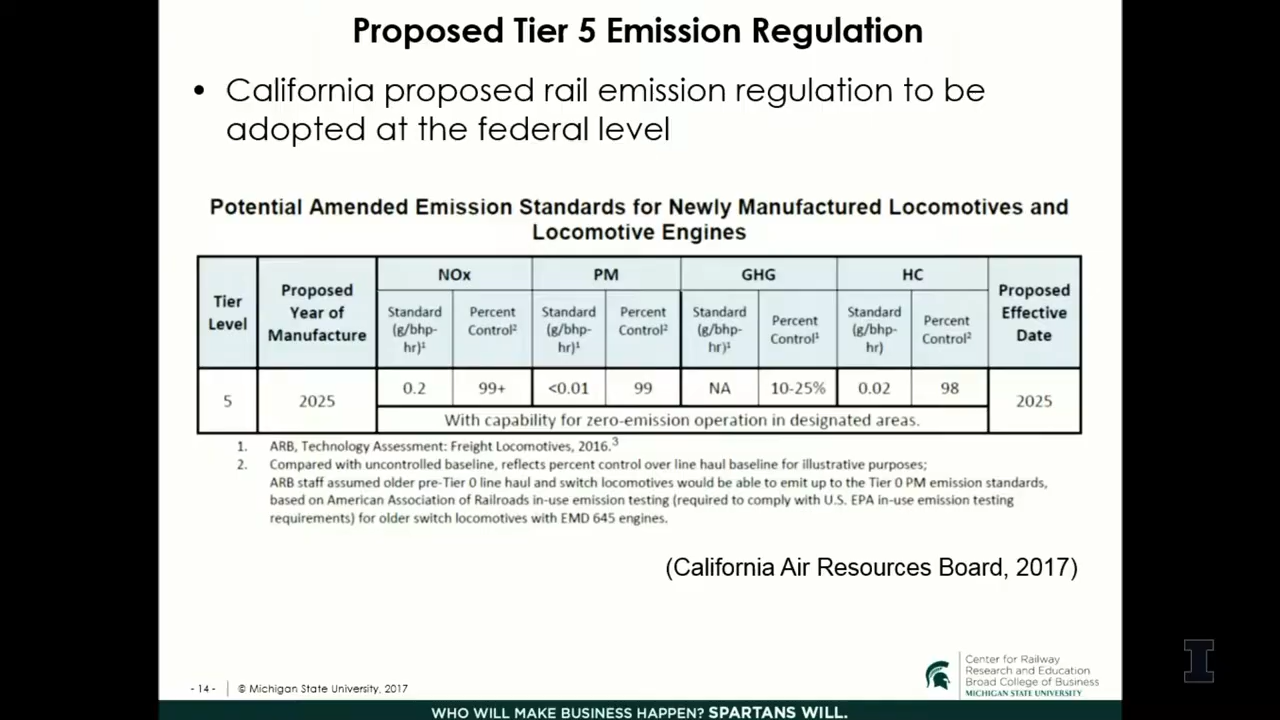 Proposed Tier 5 Emission Regulation
• California proposed rail emission regulation to be
adopted at the federal level
Potential Amended Emission Standards for Newly Manufactured Locomotives and
Locomotive Engines
Tier Level
Proposed Year of Manufacture
NOx
PM
GHG
HC
Proposed Effective Date
Standard (g/bhp-hr)¹
Percent Control²
Standard (g/bhp-hr)¹
Percent Control²
Standard (g/bhp-hr)¹
Percent Control¹
Standard (g/bhp-hr)
Percent Control²
5 2025 0.2 99+ <0.01 99 NA 10-25% 0.02 98 2025
With capability for zero-emission operation in designated areas.
1. ARB, Technology Assessment: Freight Locomotives, 2016.³
2. Compared with uncontrolled baseline, reflects percent control over line haul baseline for illustrative purposes;
ARB staff assumed older pre-Tier 0 line haul and switch locomotives would be able to emit up to the Tier 0 PM emission standards,
based on American Association of Railroads in-use emission testing (required to comply with U.S. EPA in-use emission testing
requirements) for older switch locomotives with EMD 645 engines.
(California Air Resources Board, 2017)
- 14 - © Michigan State University, 2017
Center for Railway
Research and Education
Broad College of Business
MICHIGAN STATE UNIVERSITY
I
WHO WILL MAKE BUSINESS HAPPEN? SPARTANS WILL.